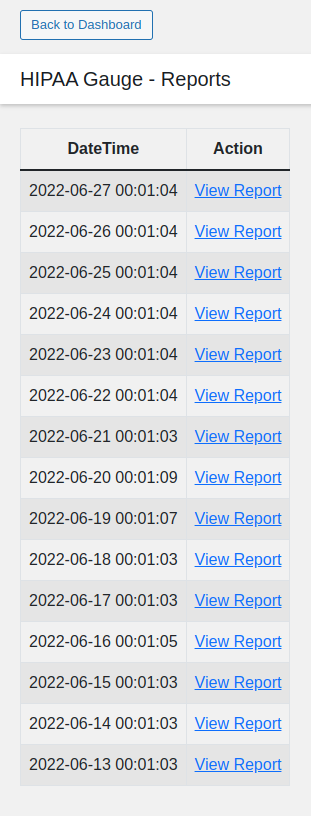 Back to Dashboard
HIPAA Gauge - Reports
DateTime Action
2022-06-27 00:01:04 View Report
2022-06-26 00:01:04 View Report
2022-06-25 00:01:04 View Report
2022-06-24 00:01:04 View Report
2022-06-23 00:01:04 View Report
2022-06-22 00:01:04 View Report
2022-06-21 00:01:03 View Report
2022-06-20 00:01:09 View Report
2022-06-19 00:01:07 View Report
2022-06-18 00:01:03 View Report
2022-06-17 00:01:03 View Report
2022-06-16 00:01:05 View Report
2022-06-15 00:01:03 View Report
2022-06-14 00:01:03 View Report
2022-06-13 00:01:03 View Report